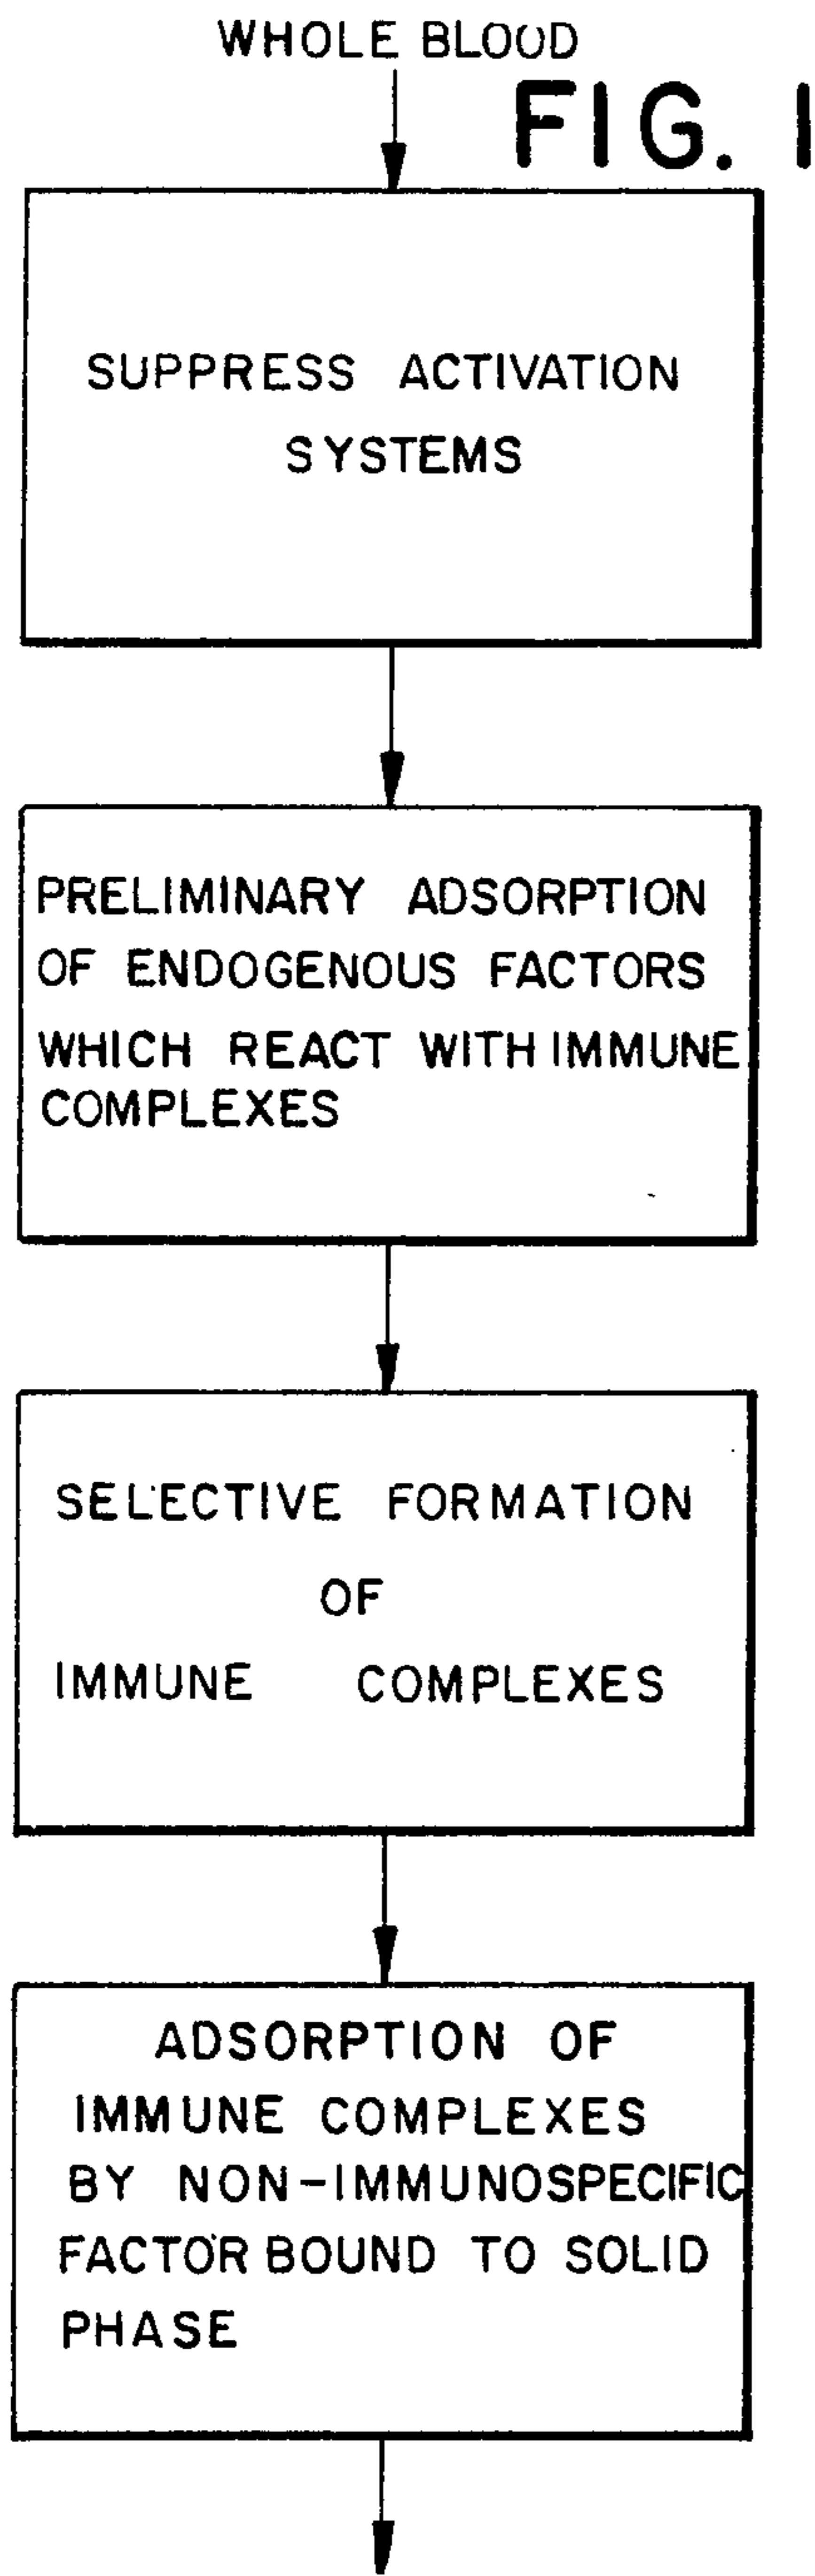 WHOLE BLOOD
FIG. 1
SUPPRESS ACTIVATION
SYSTEMS
PRELIMINARY ADSORPTION
OF ENDOGENOUS FACTORS
WHICH REACT WITH IMMUNE
COMPLEXES
SELECTIVE FORMATION
OF
IMMUNE COMPLEXES
ADSORPTION OF
IMMUNE COMPLEXES
BY NON-IMMUNOSPECIFIC
FACTOR BOUND TO SOLID
PHASE